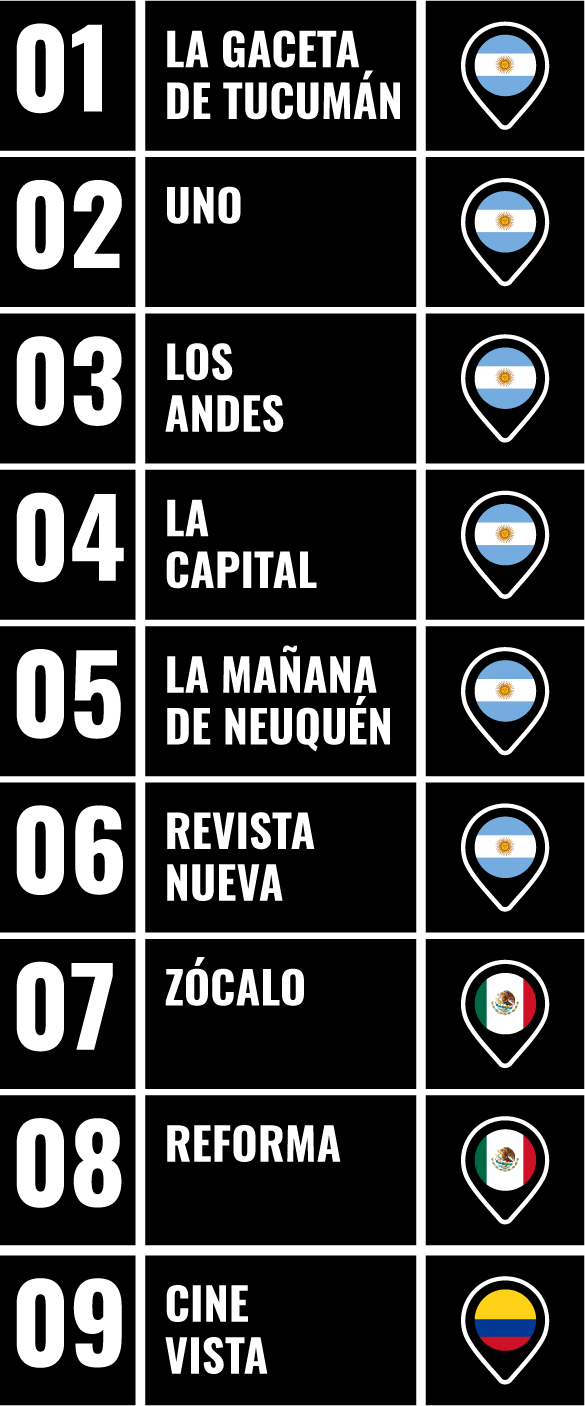 01
LA GACETA
DE TUCUMÁN
02
UNO
03
LOS
ANDES
04
LA
CAPITAL
05
LA MAÑANA
DE NEUQUÉN
06
REVISTA
NUEVA
07
ZÓCALO
08
REFORMA
09
CINE
VISTA